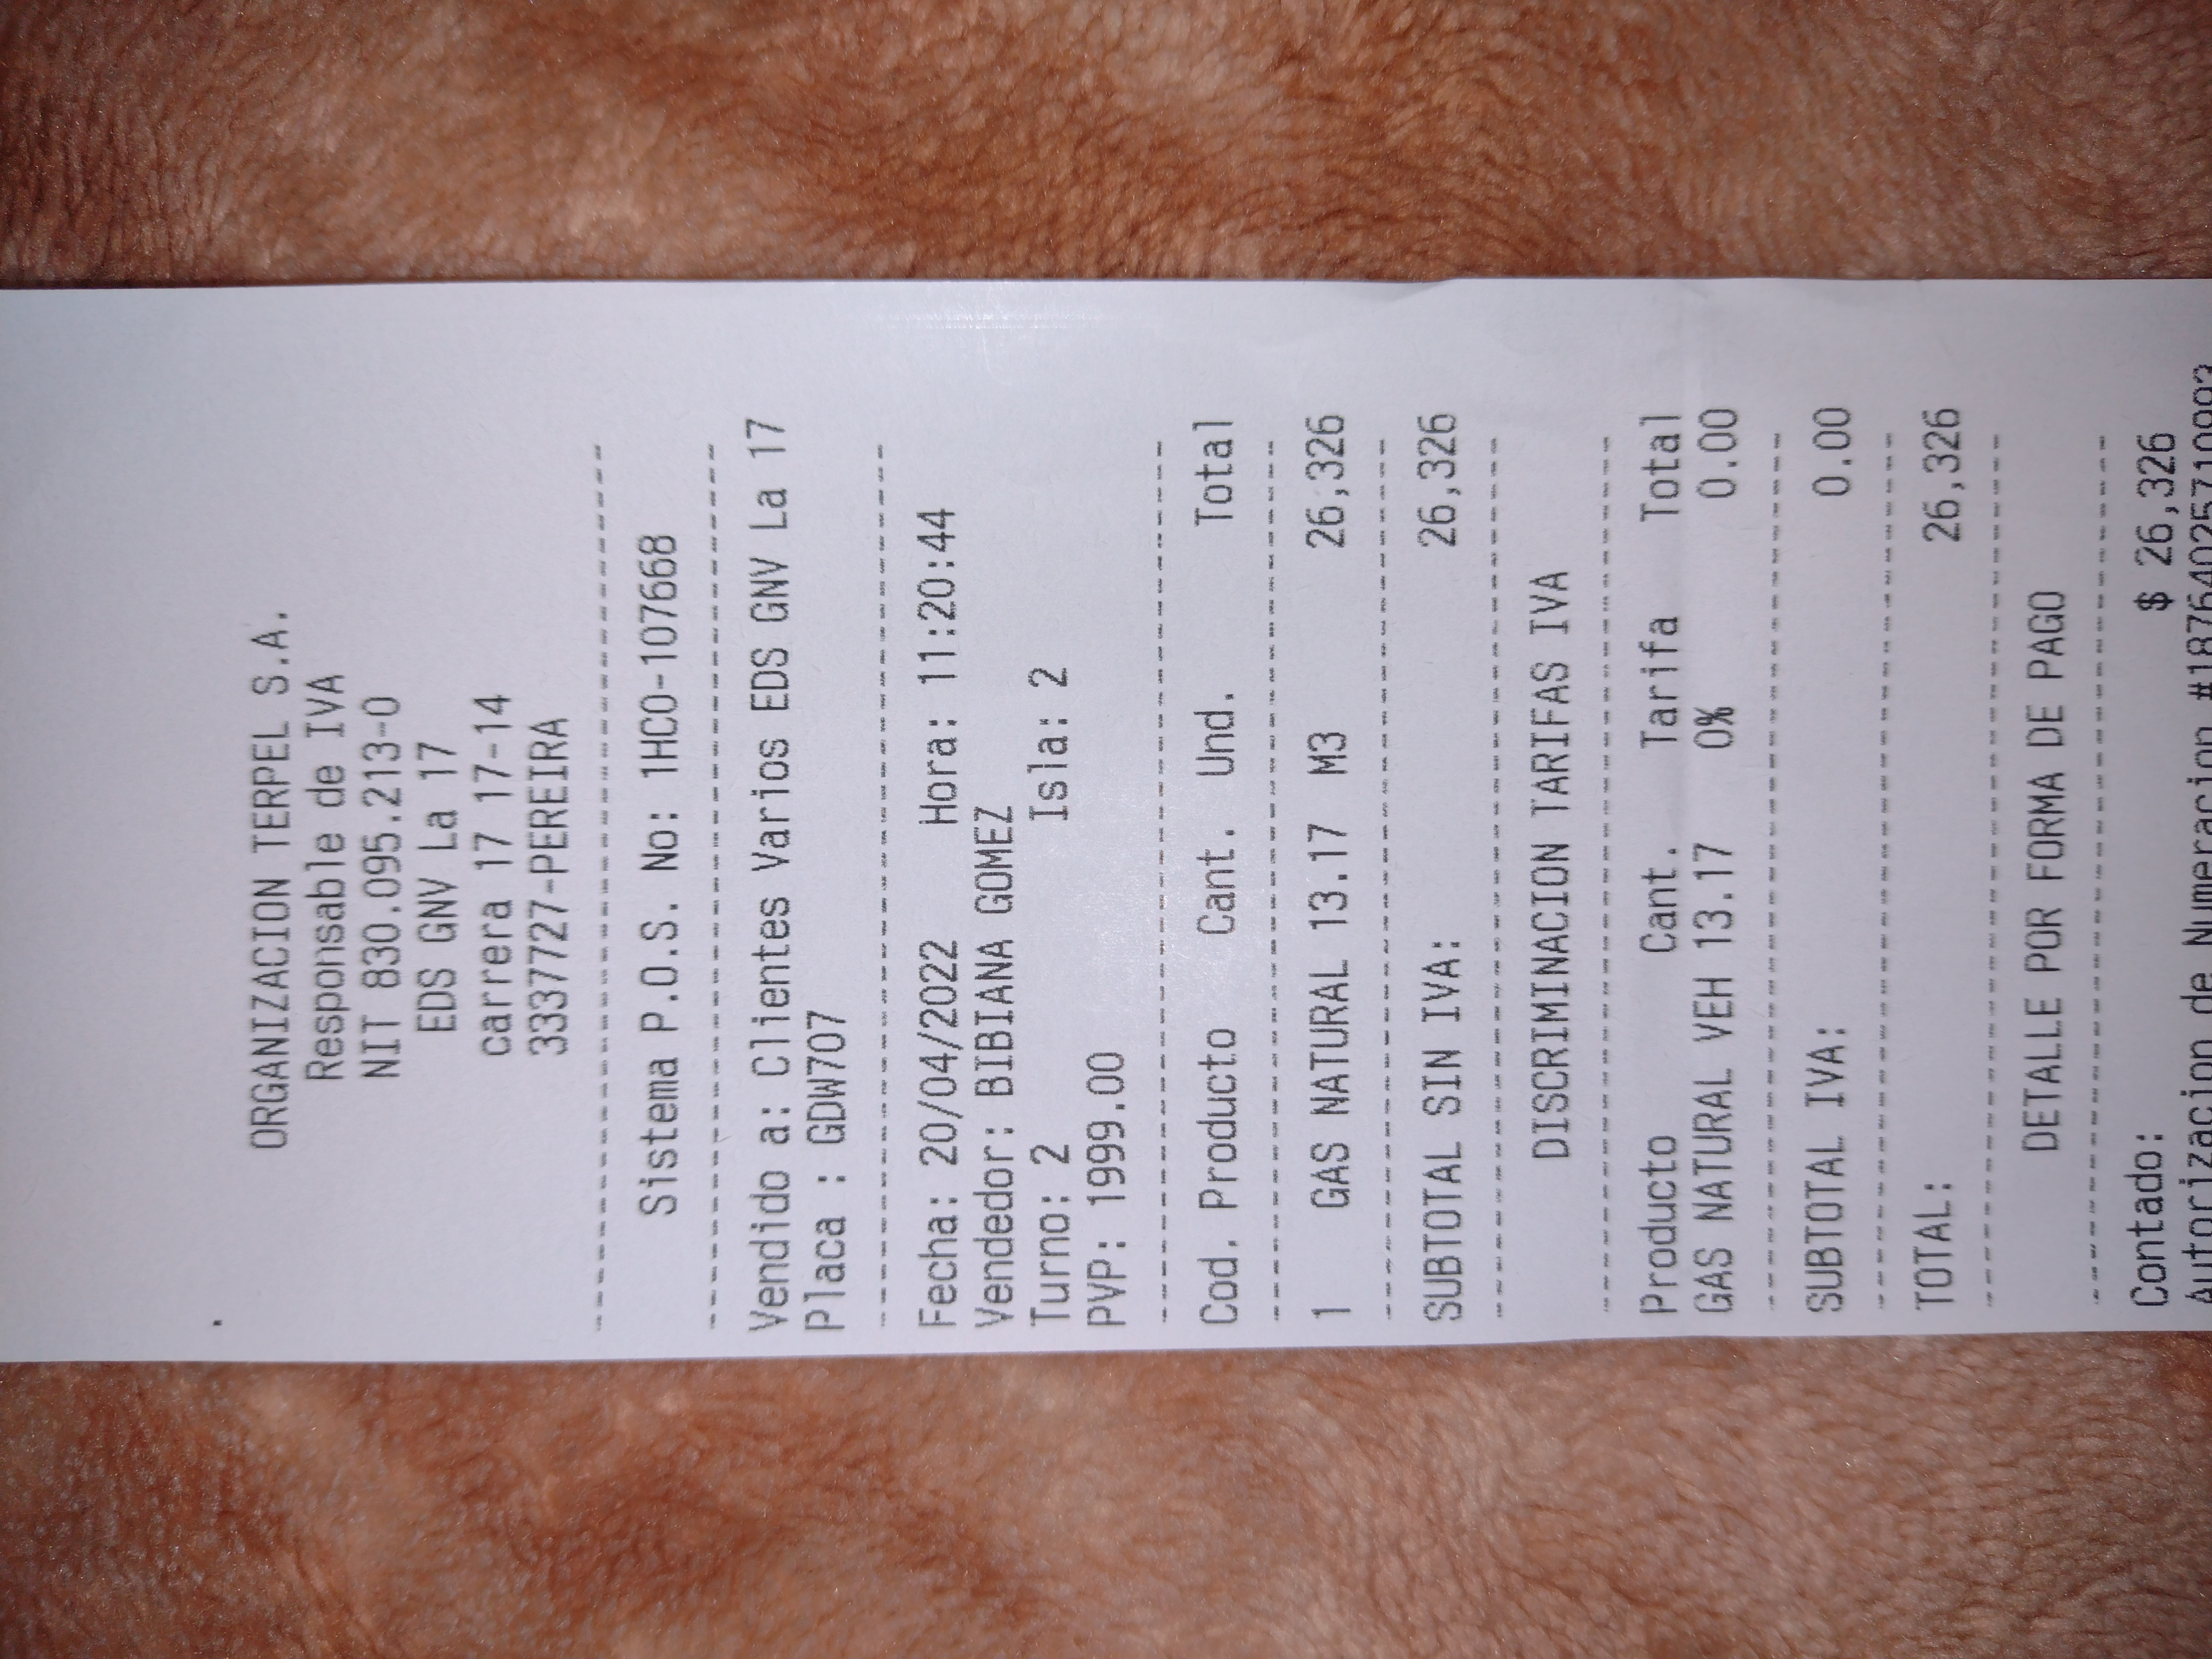 ORGANIZACION TERPEL S.A.
Responsable de IVA
NIT 830.095.213-0
EDS GNV La 17
carrera 17 17-14
3337727-PEREIRA
Sistema P.O.S. No: 1HCO-107668
Vendido a: Clientes Varios EDS GNV La 17
Placa : GDW707
Fecha: 20/04/2022 Hora: 11:20:44
Vendedor: BIBIANA GOMEZ
Turno: 2 Isla: 2
PVP: 1999.00
Cod. Producto Cant. Und. Total
1 GAS NATURAL 13.17 M3 26,326
SUBTOTAL SIN IVA: 26,326
DISCRIMINACION TARIFAS IVA
Producto Cant. Tarifa Total
GAS NATURAL VEH 13.17 0% 0.00
SUBTOTAL IVA: 0.00
TOTAL: 26,326
DETALLE POR FORMA DE PAGO
Contado: $ 26,326
Autorizacion de Numeracion #18764025710993